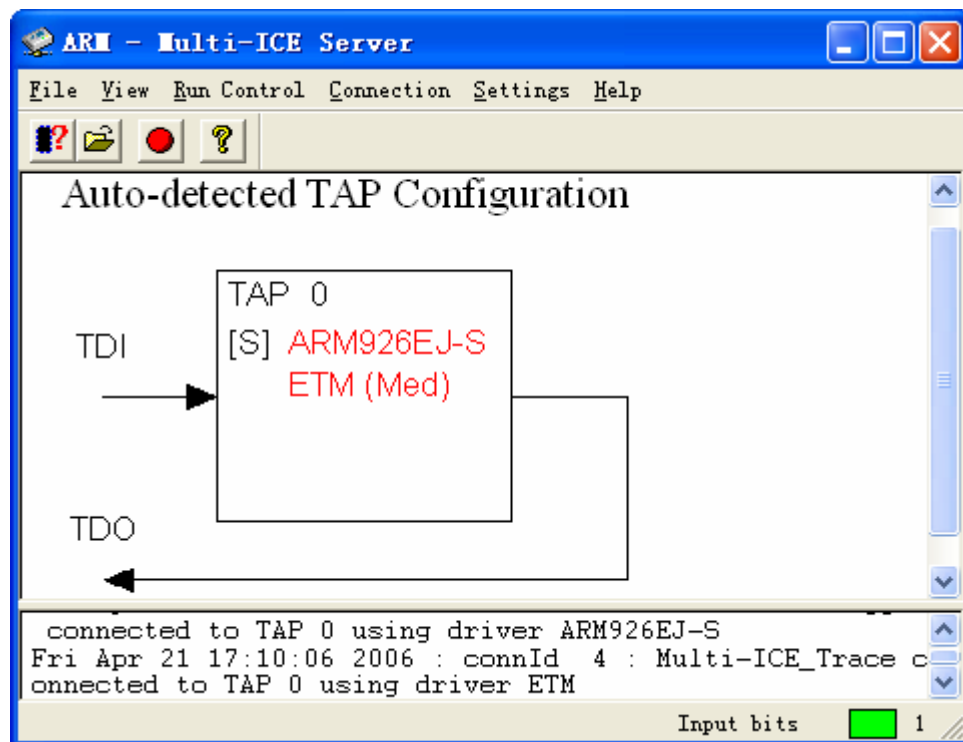 ARM - Multi-ICE Server
File View Run Control Connection Settings Help
Auto-detected TAP Configuration
TAP 0
TDI
[S] ARM926EJ-S
ETM (Med)
TDO
connected to TAP 0 using driver ARM926EJ-S
Fri Apr 21 17:10:06 2006 : connId 4 : Multi-ICE_Trace c
onnected to TAP 0 using driver ETM
Input bits 1